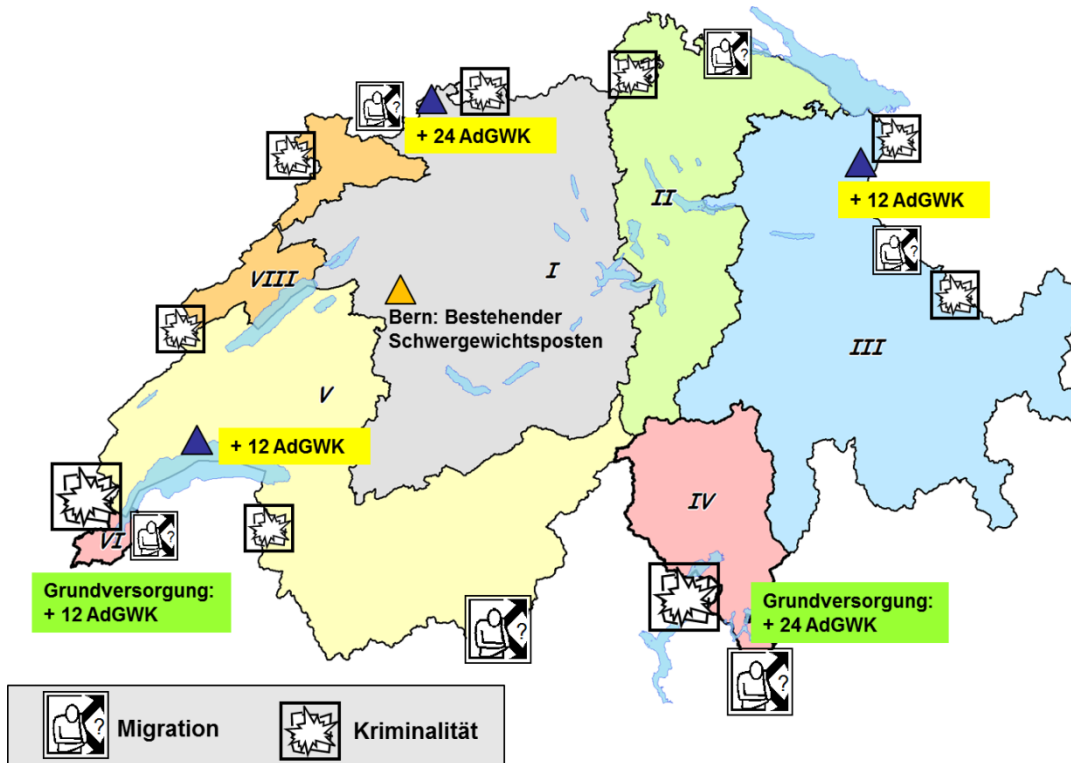 + 24 AdGWK
II
+ 12 AdGWK
I
VIII
Bern: Bestehender
Schwergewichtsposten
III
V
+ 12 AdGWK
IV
VI
Grundversorgung:
+ 12 AdGWK
Grundversorgung:
+ 24 AdGWK
?
?
?
?
?
?
? Migration
Kriminalität